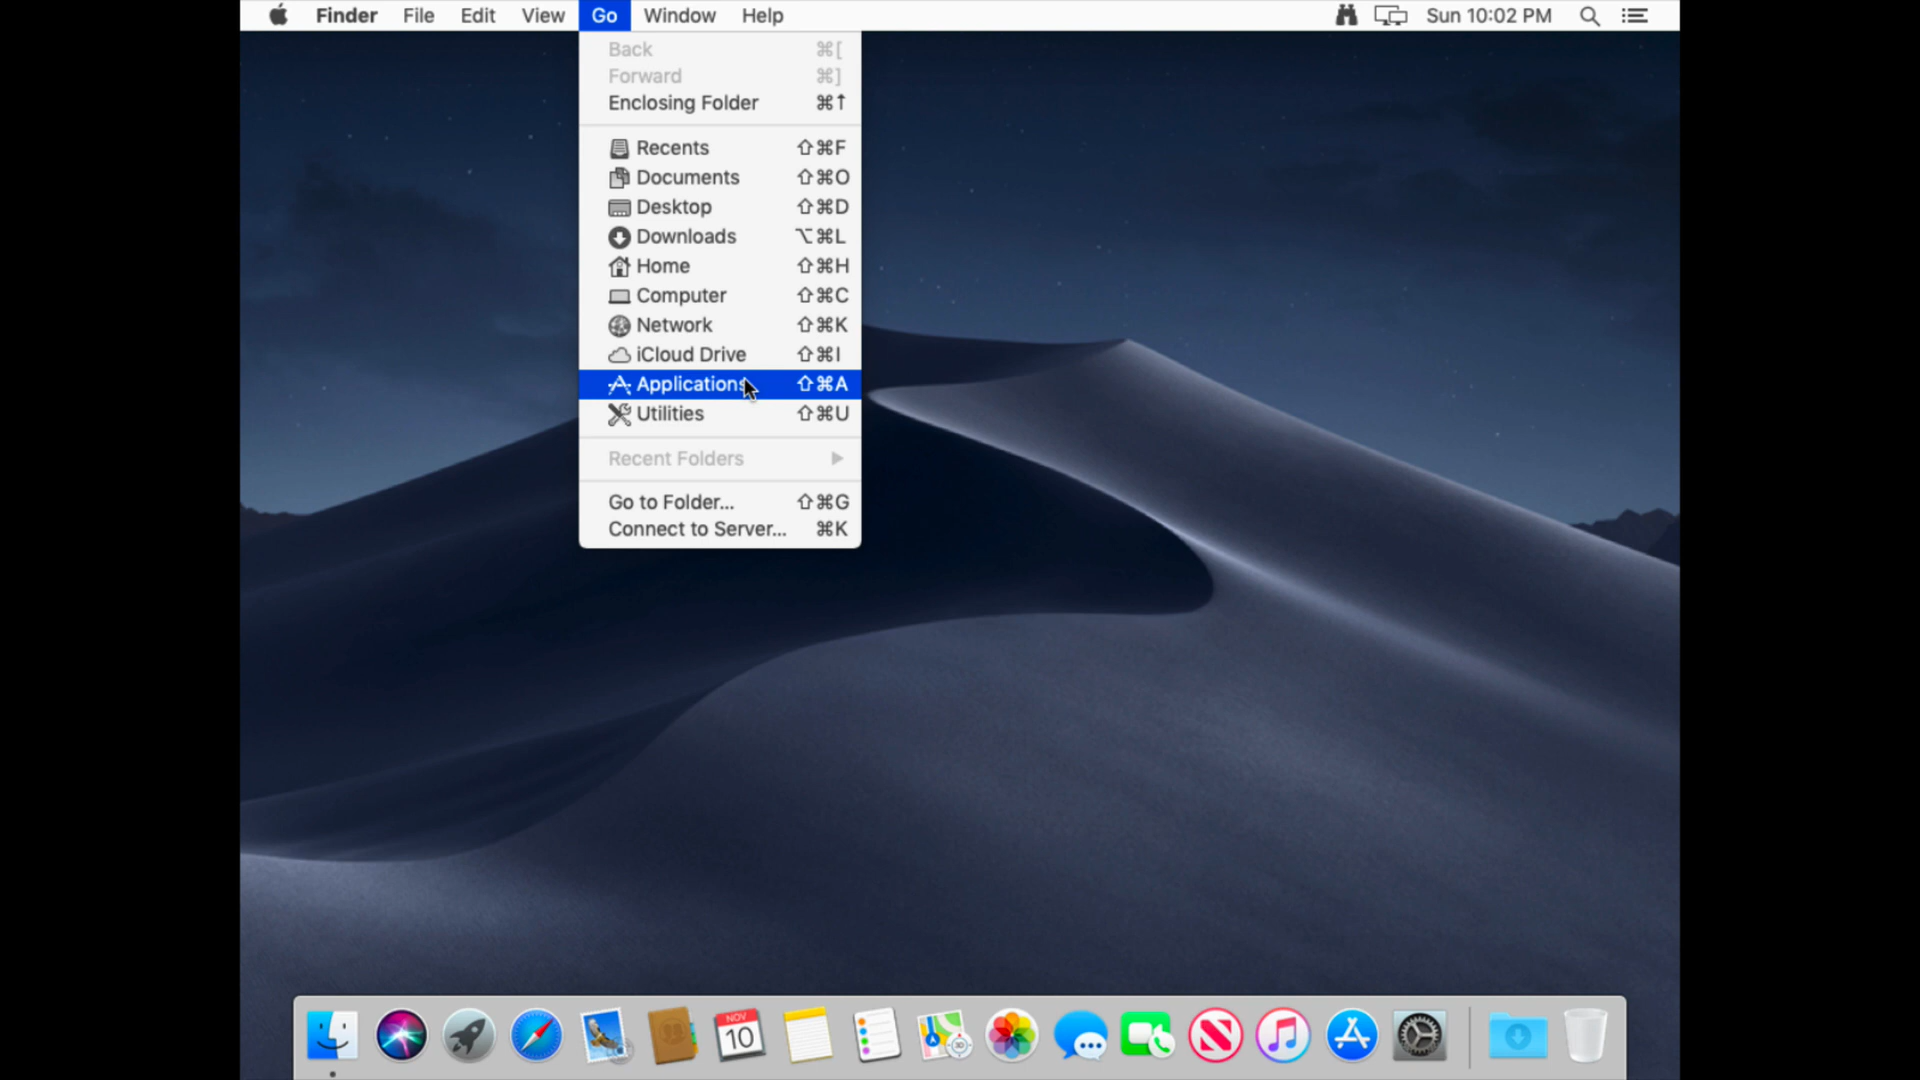 Finder File Edit View Go Window Help Sun 10:02 PM
Back ⌘[
Forward ⌘]
Enclosing Folder ⌘↑
Recents ⇧⌘F
Documents ⇧⌘O
Desktop ⇧⌘D
Downloads ⌥⌘L
Home ⇧⌘H
Computer ⇧⌘C
Network ⇧⌘K
iCloud Drive ⇧⌘I
Applications ⇧⌘A
Utilities ⇧⌘U
Recent Folders
Go to Folder... ⇧⌘G
Connect to Server... ⌘K
NOV
10
3D